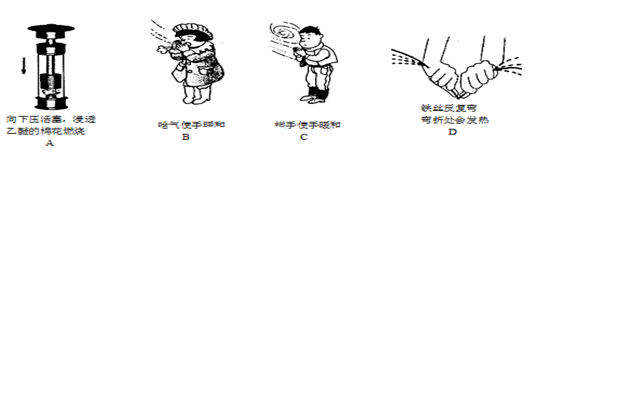 向下压活塞，浸透
乙醚的棉花燃烧
A
哈气使手暖和
B
搓手使手暖和
C
铁丝反复弯
弯折处会发热
D